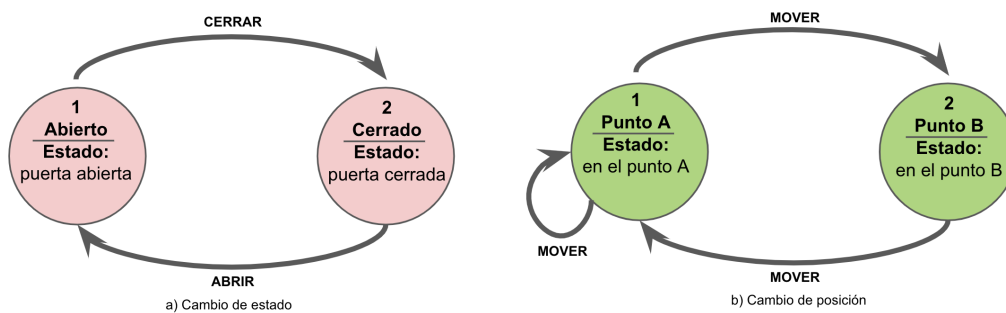 CERRAR
1
Abierto
Estado:
puerta abierta
2
Cerrado
Estado:
puerta cerrada
ABRIR
a) Cambio de estado
MOVER
1
Punto A
Estado:
en el punto A
2
Punto B
Estado:
en el punto B
MOVER
MOVER
b) Cambio de posición